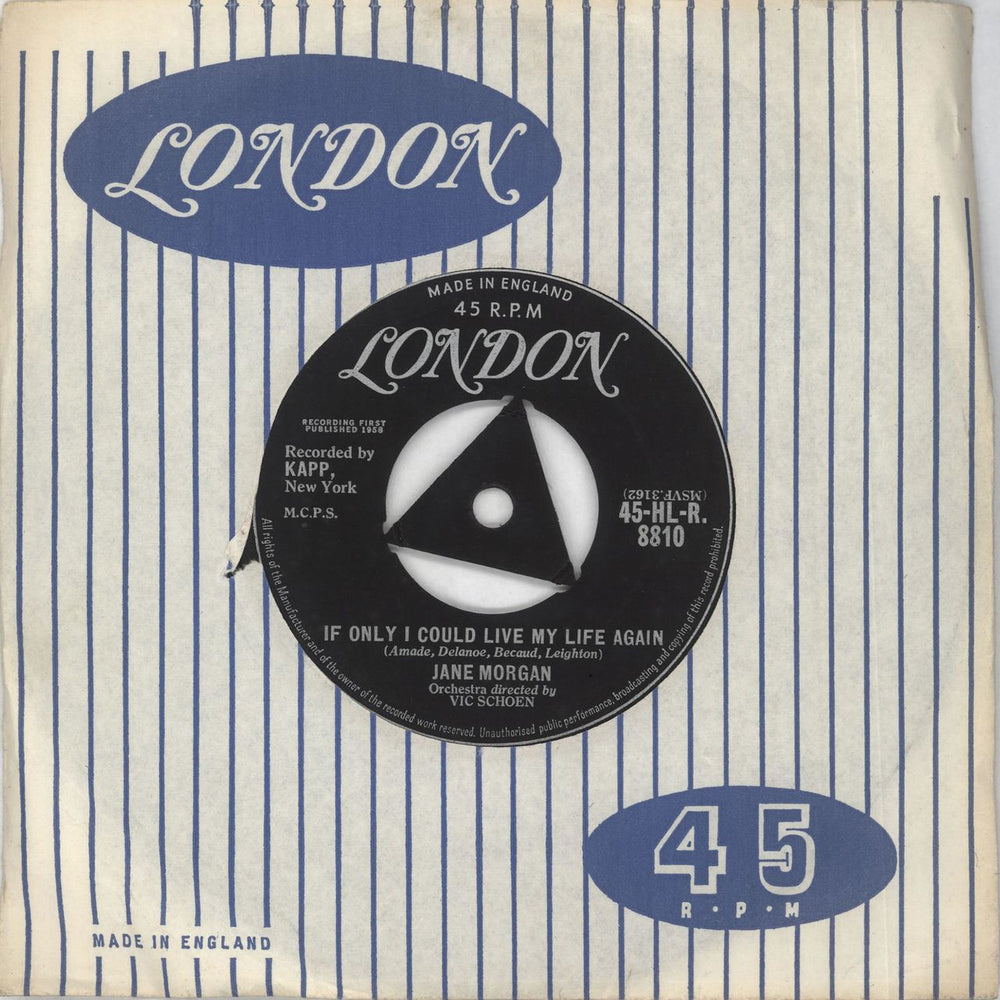 LONDON
MADE IN ENGLAND
45 R.P.M
LONDON
RECORDING FIRST
PUBLISHED 1958
Recorded by
KAPP,
New York
M.C.P.S.
(MSVF.3162)
45-HL-R.
8810
IF ONLY I COULD LIVE MY LIFE AGAIN
(Amade, Delanoe, Becaud, Leighton)
JANE MORGAN
Orchestra directed by
VIC SCHOEN
All rights of the Manufacturer and of the owner of the recorded work reserved. Unauthorised public performance, broadcasting and copying of this record prohibited.
45
R·P·M
MADE IN ENGLAND